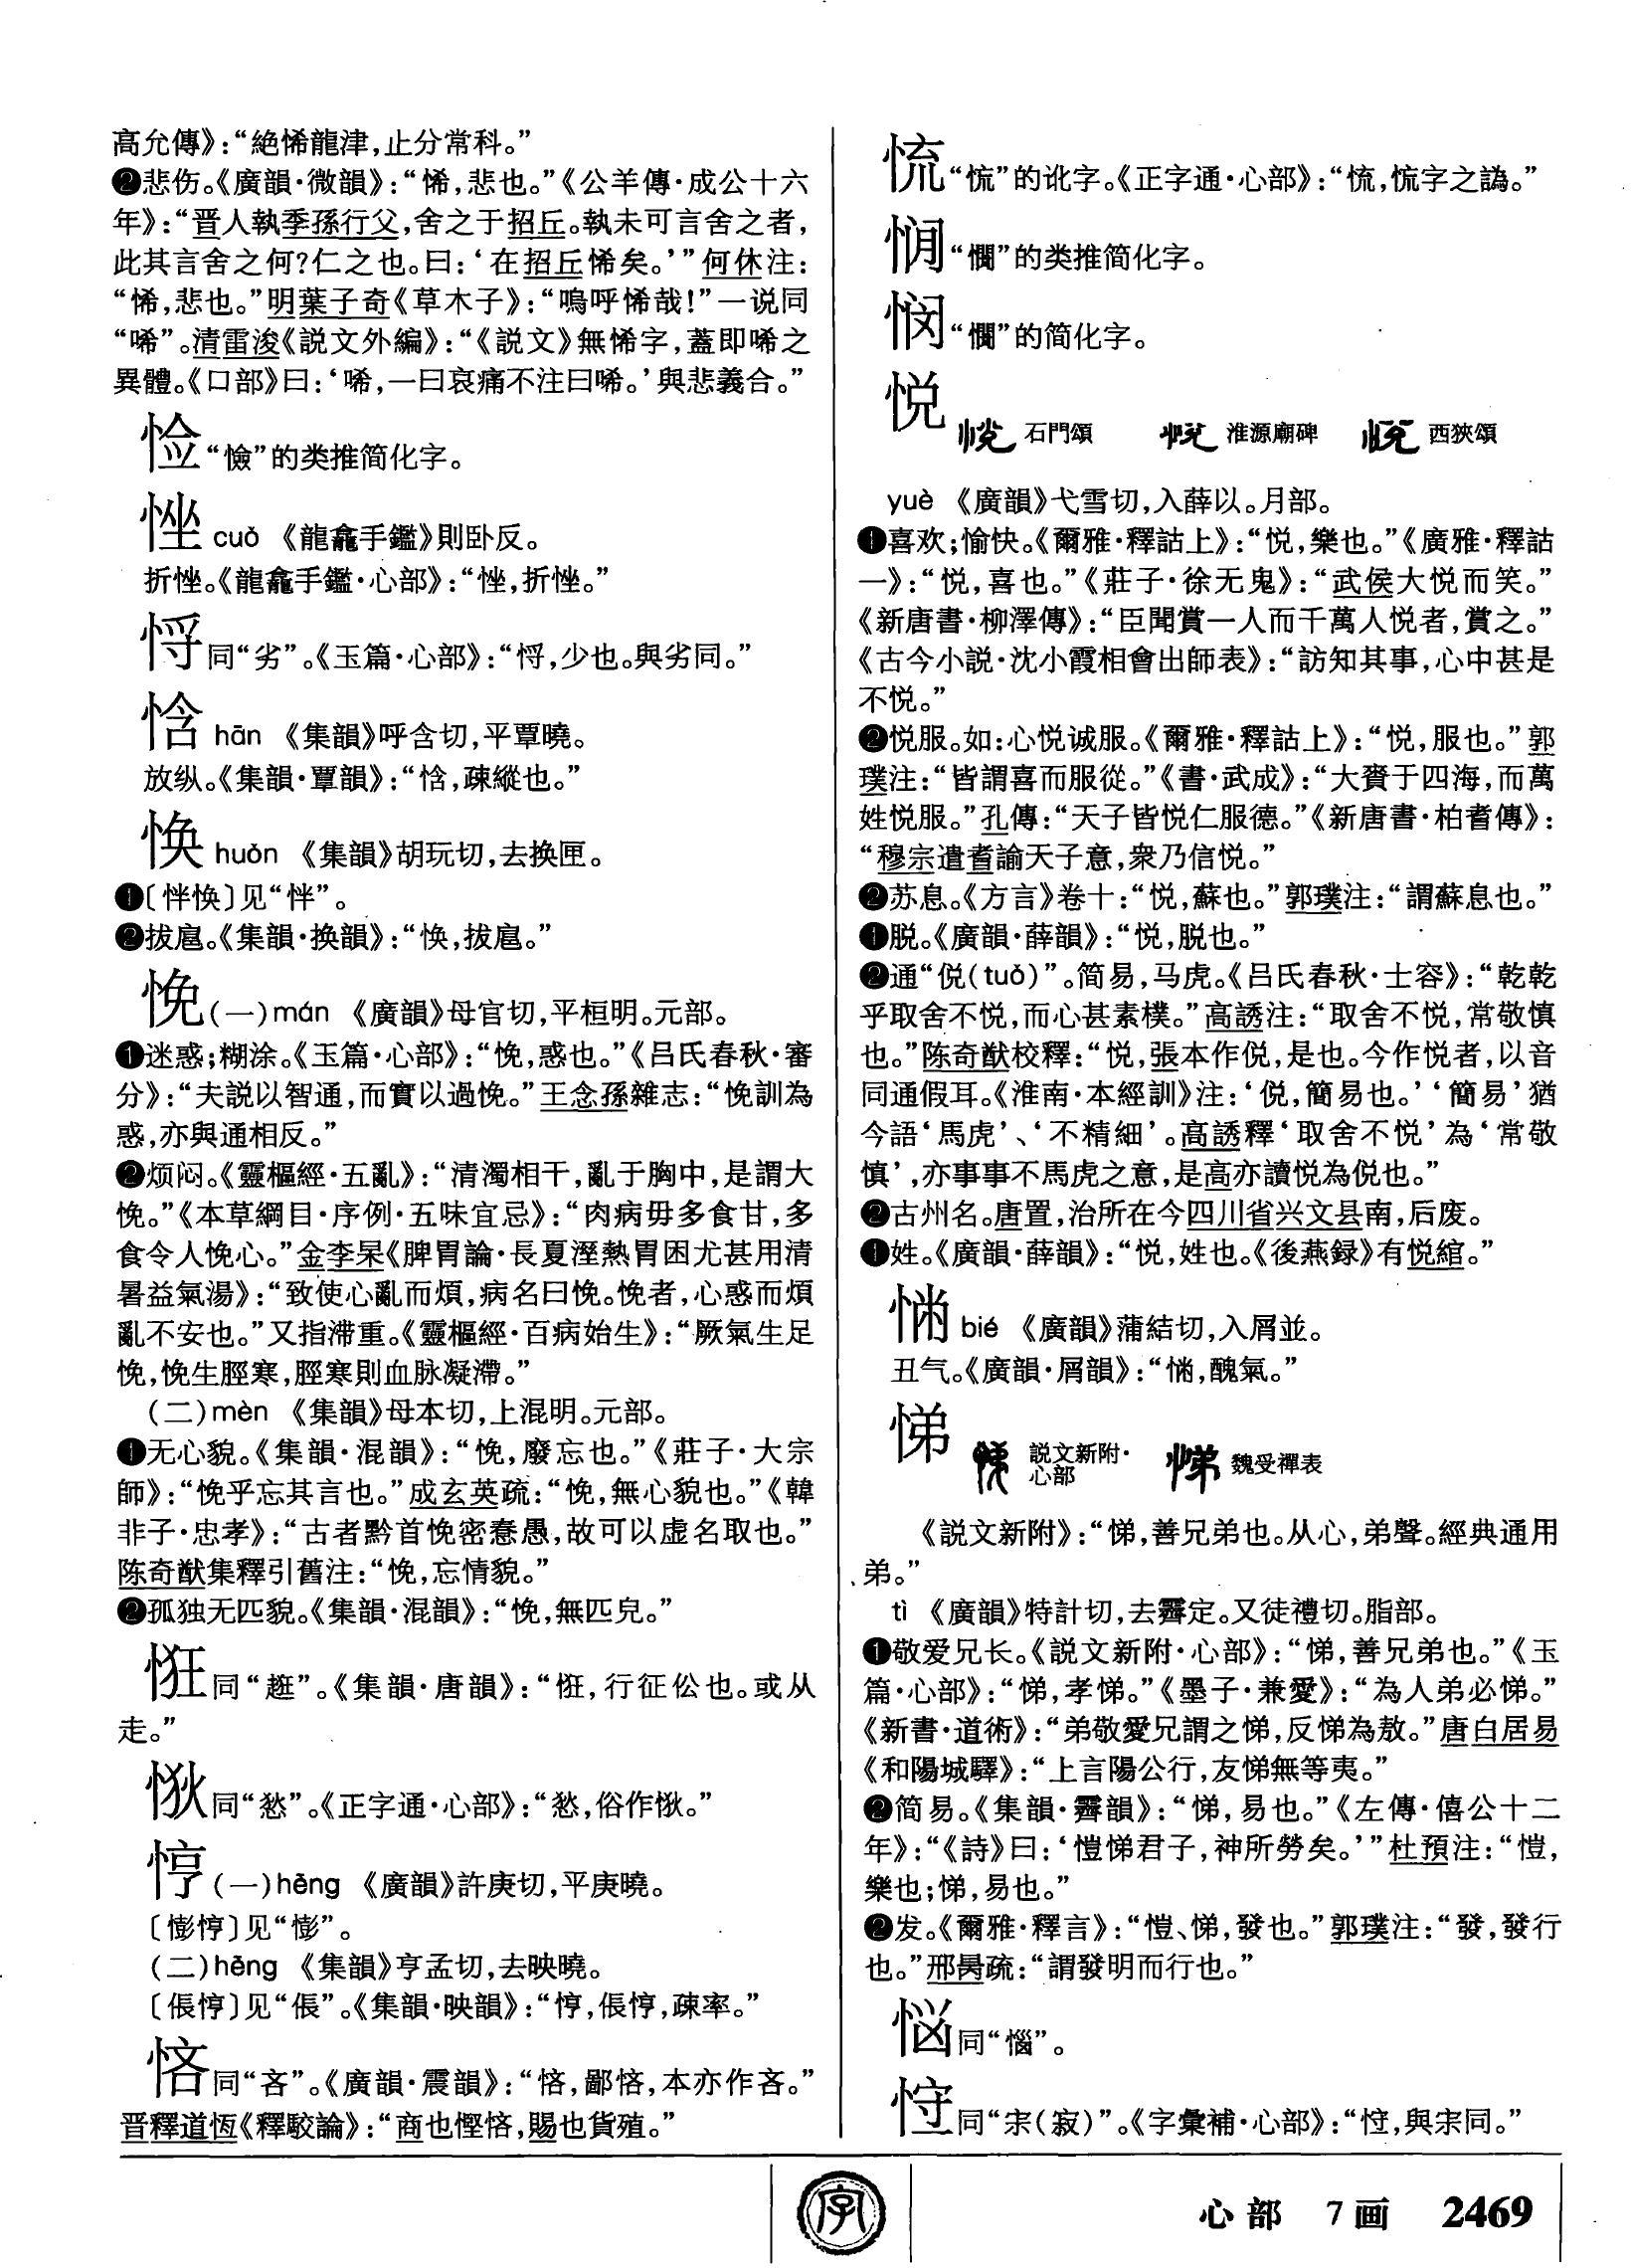 高允傳》：“絶悕龍津，止分常科。”
❷悲伤。《廣韻·微韻》：“悕，悲也。”《公羊傳·成公十六
年》：“晋人執季孫行父，舍之于招丘。執未可言舍之者，
此其言舍之何？仁之也。曰：‘在招丘悕矣。’”何休注：
“悕，悲也。”明葉子奇《草木子》：“嗚呼悕哉！”一说同
“唏”。清雷浚《説文外編》：“《説文》無悕字，蓋即唏之
異體。《口部》曰：‘唏，一曰哀痛不注曰唏。’與悲義合。”
𪫺“憸”的类推简化字。
㛗
cuǒ 《龍龕手鑑》則卧反。
折㛗。《龍龕手鑑·心部》：“㛗，折㛗。”
㭩同“劣”。《玉篇·心部》：“，少也。與劣同。”
hān 《集韻》呼含切，平覃曉。
放纵。《集韻·覃韻》：“，疎縱也。”
huǒn 《集韻》胡玩切，去换匣。
❶〔怑〕见“怑”。
❷拔扈。《集韻·换韻》：“，拔扈。”
悗（一）mán 《廣韻》母官切，平桓明。元部。
❶迷惑；糊涂。《玉篇·心部》：“悗，惑也。”《吕氏春秋·審
分》：“夫説以智通，而實以過悗。”王念孫雜志：“悗訓為
惑，亦與通相反。”
❷烦闷。《靈樞經·五亂》：“清濁相干，亂于胸中，是謂大
悗。”《本草綱目·序例·五味宜忌》：“肉病毋多食甘，多
食令人悗心。”金李杲《脾胃論·長夏溼熱胃困尤甚用清
暑益氣湯》：“致使心亂而煩，病名曰悗。悗者，心惑而煩
亂不安也。”又指滞重。《靈樞經·百病始生》：“厥氣生足
悗，悗生脛寒，脛寒則血脉凝滯。”
（二）mèn 《集韻》母本切，上混明。元部。
❶无心貌。《集韻·混韻》：“悗，廢忘也。”《莊子·大宗
師》：“悗乎忘其言也。”成玄英疏：“悗，無心貌也。”《韓
非子·忠孝》：“古者黔首悗密惷愚，故可以虚名取也。”
陈奇猷集釋引舊注：“悗，忘情貌。”
❷孤独无匹貌。《集韻·混韻》：“悗，無匹皃。”
㤮同“𧻔”。《集韻·唐韻》：“㤮，行征伀也。或从
走。”
㥢同“愁”。《正字通·心部》：“愁，俗作。”
悙（一）hēng 《廣韻》許庚切，平庚曉。
〔憉悙〕见“憉”。
（二）hēng 《集韻》亨孟切，去映曉。
〔倀悙〕见“倀”。《集韻·映韻》：“悙，倀悙，疎率。”
悋同“吝”。《廣韻·震韻》：“悋，鄙悋，本亦作吝。”
晋釋道恆《釋駁論》：“商也慳悋，賜也貨殖。”
㤺“慌”的讹字。《正字通·心部》：“，慌字之譌。”
“憪”的类推简化字。
悯“憫”的简化字。
悦
石門頌 淮源廟碑 西狹頌
yuè 《廣韻》弋雪切，入薛以。月部。
❶喜欢；愉快。《爾雅·釋詁上》：“悦，樂也。”《廣雅·釋詁
一》：“悦，喜也。”《莊子·徐无鬼》：“武侯大悦而笑。”
《新唐書·柳澤傳》：“臣聞賞一人而千萬人悦者，賞之。”
《古今小説·沈小霞相會出師表》：“訪知其事，心中甚是
不悦。”
❷悦服。如：心悦诚服。《爾雅·釋詁上》：“悦，服也。”郭
璞注：“皆謂喜而服從。”《書·武成》：“大賚于四海，而萬
姓悦服。”孔傳：“天子皆悦仁服德。”《新唐書·柏耆傳》：
“穆宗遣耆諭天子意，衆乃信悦。”
❷苏息。《方言》卷十：“悦，蘇也。”郭璞注：“謂蘇息也。”
❶脱。《廣韻·薛韻》：“悦，脱也。”
❷通“侻（tuǒ）”。简易，马虎。《吕氏春秋·士容》：“乾乾
乎取舍不悦，而心甚素樸。”高誘注：“取舍不悦，常敬慎
也。”陈奇猷校釋：“悦，張本作侻，是也。今作悦者，以音
同通假耳。《淮南·本經訓》注：‘侻，簡易也。’‘簡易’猶
今語‘馬虎’、‘不精細’。高誘釋‘取舍不悦’為‘常敬
慎’，亦事事不馬虎之意，是高亦讀悦為侻也。”
❷古州名。唐置，治所在今四川省兴文县南，后废。
❶姓。《廣韻·薛韻》：“悦，姓也。《後燕録》有悦綰。”
bié 《廣韻》蒲結切，入屑並。
丑气。《廣韻·屑韻》：“，醜氣。”
悌
説文新附·心部 魏受禪表
《説文新附》：“悌，善兄弟也。从心，弟聲。經典通用
弟。”
tì 《廣韻》特計切，去霽定。又徒禮切。脂部。
❶敬爱兄长。《説文新附·心部》：“悌，善兄弟也。”《玉
篇·心部》：“悌，孝悌。”《墨子·兼愛》：“為人弟必悌。”
《新書·道術》：“弟敬愛兄謂之悌，反悌為敖。”唐白居易
《和陽城驛》：“上言陽公行，友悌無等夷。”
❷简易。《集韻·霽韻》：“悌，易也。”《左傳·僖公十二
年》：“《詩》曰：‘愷悌君子，神所勞矣。’”杜預注：“愷，
樂也；悌，易也。”
❷发。《爾雅·釋言》：“愷、悌，發也。”郭璞注：“發，發行
也。”邢昺疏：“謂發明而行也。”
恼同“惱”。
同“宗（寂）”。《字彙補·心部》：“，與宗同。”
字
心部 7画 2469